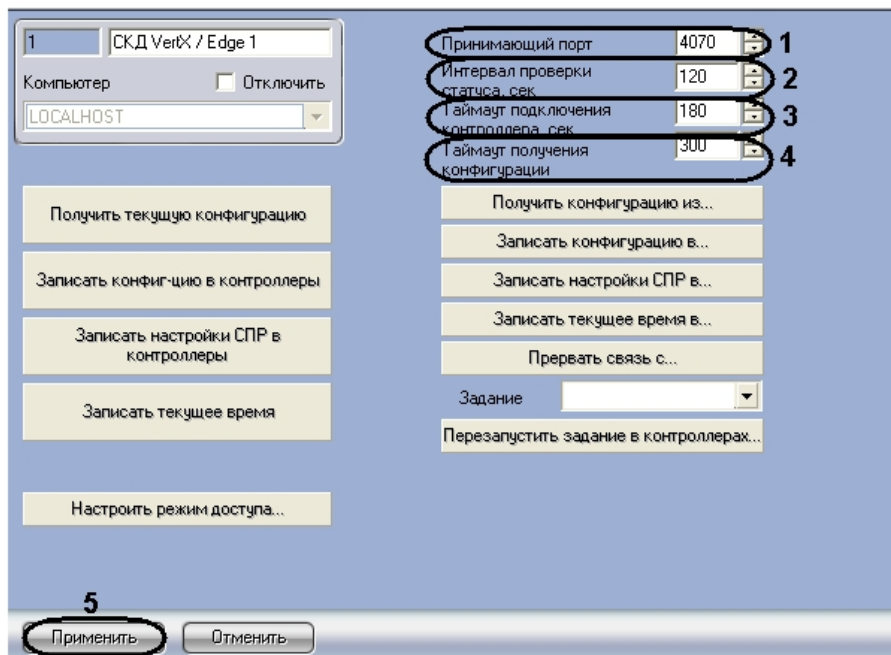 1 СКД VertX / Edge 1
Компьютер Отключить
LOCALHOST
Принимающий порт 4070 1
Интервал проверки
статуса, сек 120 2
Таймаут подключения
контроллера, сек 180 3
Таймаут получения
конфигурации 300 4
Получить текущую конфигурацию
Записать конфиг-цию в контроллеры
Записать настройки СПР в
контроллеры
Записать текущее время
Настроить режим доступа...
Получить конфигурацию из...
Записать конфигурацию в...
Записать настройки СПР в...
Записать текущее время в...
Прервать связь с...
Задание
Перезапустить задание в контроллерах...
5
Применить Отменить